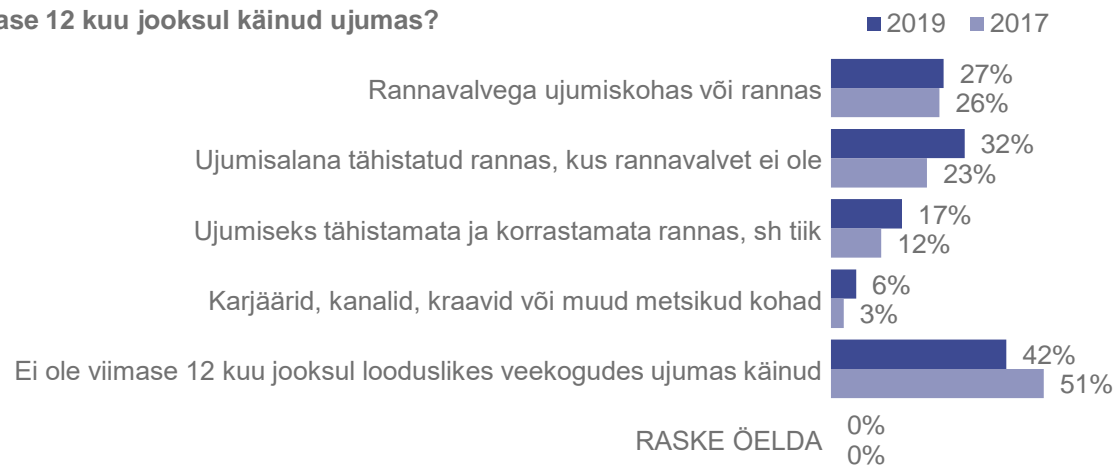 ase 12 kuu jooksul käinud ujumas?
2019 2017
Rannavalvega ujumiskohas või rannas 27%
26%
Ujumisalana tähistatud rannas, kus rannavalvet ei ole 32%
23%
Ujumiseks tähistamata ja korrastamata rannas, sh tiik 17%
12%
Karjäärid, kanalid, kraavid või muud metsikud kohad 6%
3%
Ei ole viimase 12 kuu jooksul looduslikes veekogudes ujumas käinud 42%
51%
RASKE ÖELDA 0%
0%